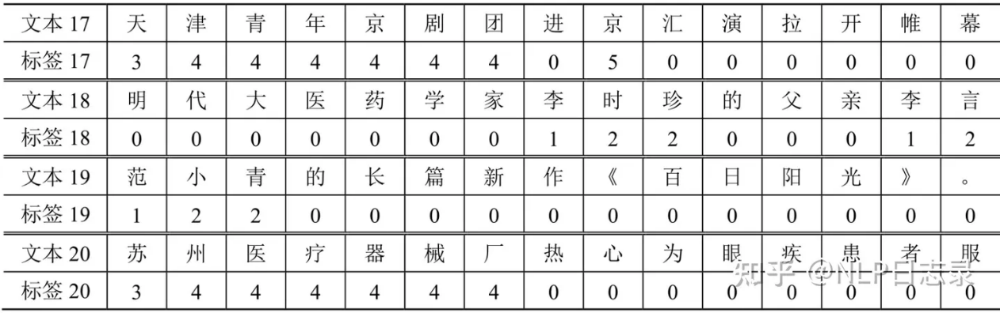 文本 17 天 津 青 年 京 剧 团 进 京 汇 演 拉 开 帷 幕
标签 17 3 4 4 4 4 4 4 0 5 0 0 0 0 0 0
文本 18 明 代 大 医 药 学 家 李 时 珍 的 父 亲 李 言
标签 18 0 0 0 0 0 0 0 1 2 2 0 0 0 1 2
文本 19 范 小 青 的 长 篇 新 作 《 百 日 阳 光 》 。
标签 19 1 2 2 0 0 0 0 0 0 0 0 0 0 0 0
文本 20 苏 州 医 疗 器 械 厂 热 心 为 眼 疾 患 者 服
标签 20 3 4 4 4 4 4 4 0 0 0 0 0 0 0 0
知乎 @NLP日志录